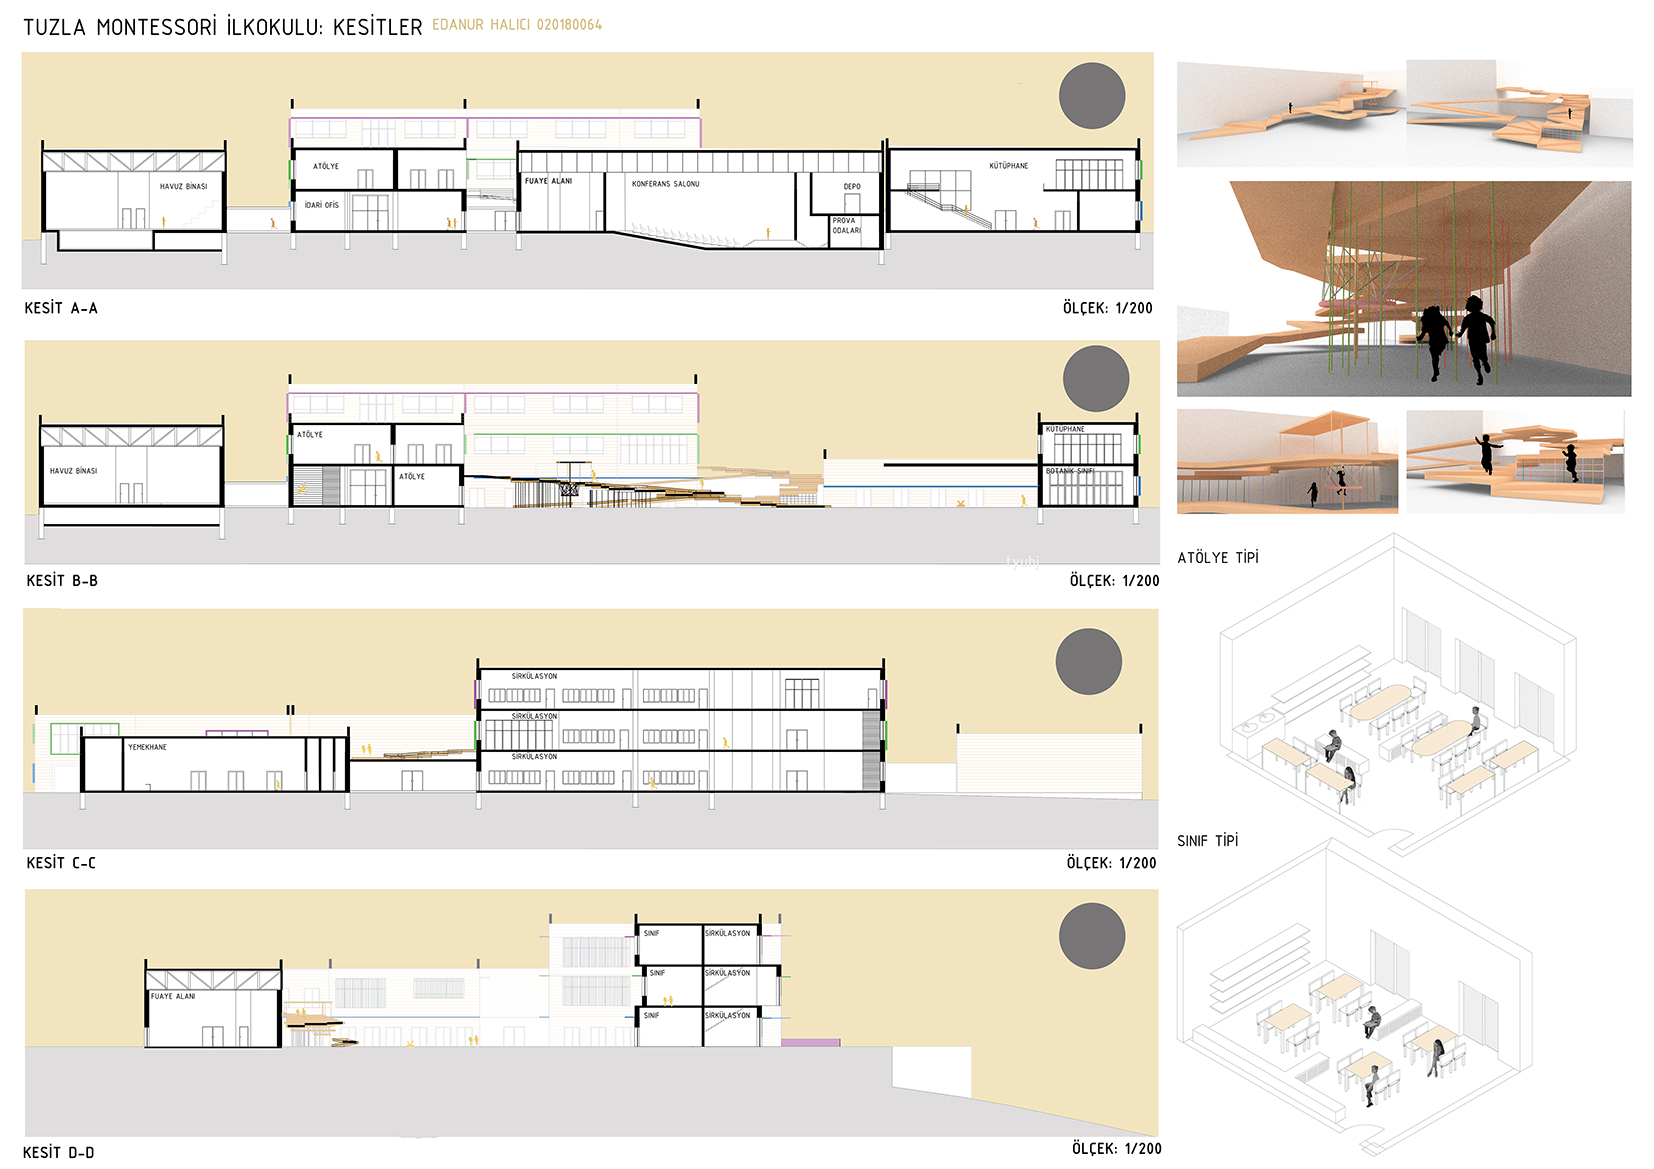 TUZLA MONTESSORİ İLKOKULU: KESİTLER EDANUR HALICI 020180064
HAVUZ BİNASI
ATÖLYE
İDARİ OFİS
FUAYE ALANI
KONFERANS SALONU
DEPO
PROVA
ODALARI
KÜTÜPHANE
KESİT A-A
ÖLÇEK: 1/200
HAVUZ BİNASI
ATÖLYE
ATÖLYE
KÜTÜPHANE
BOTANİK SINIFI
tyuhj
KESİT B-B
ÖLÇEK: 1/200
YEMEKHANE
SİRKÜLASYON
SİRKÜLASYON
SİRKÜLASYON
KESİT C-C
ÖLÇEK: 1/200
FUAYE ALANI
SINIF
SİRKÜLASYON
SINIF
SİRKÜLASYON
SINIF
SİRKÜLASYON
KESİT D-D
ÖLÇEK: 1/200
ATÖLYE TİPİ
SINIF TİPİ